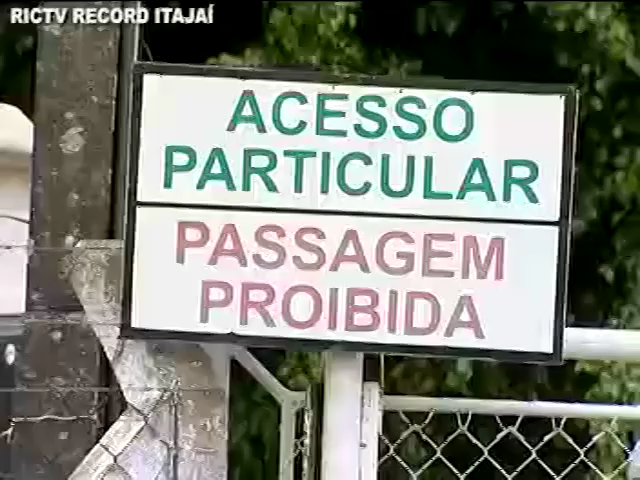 RICTV RECORD ITAJAÍ
ACESSO
PARTICULAR
PASSAGEM
PROIBIDA